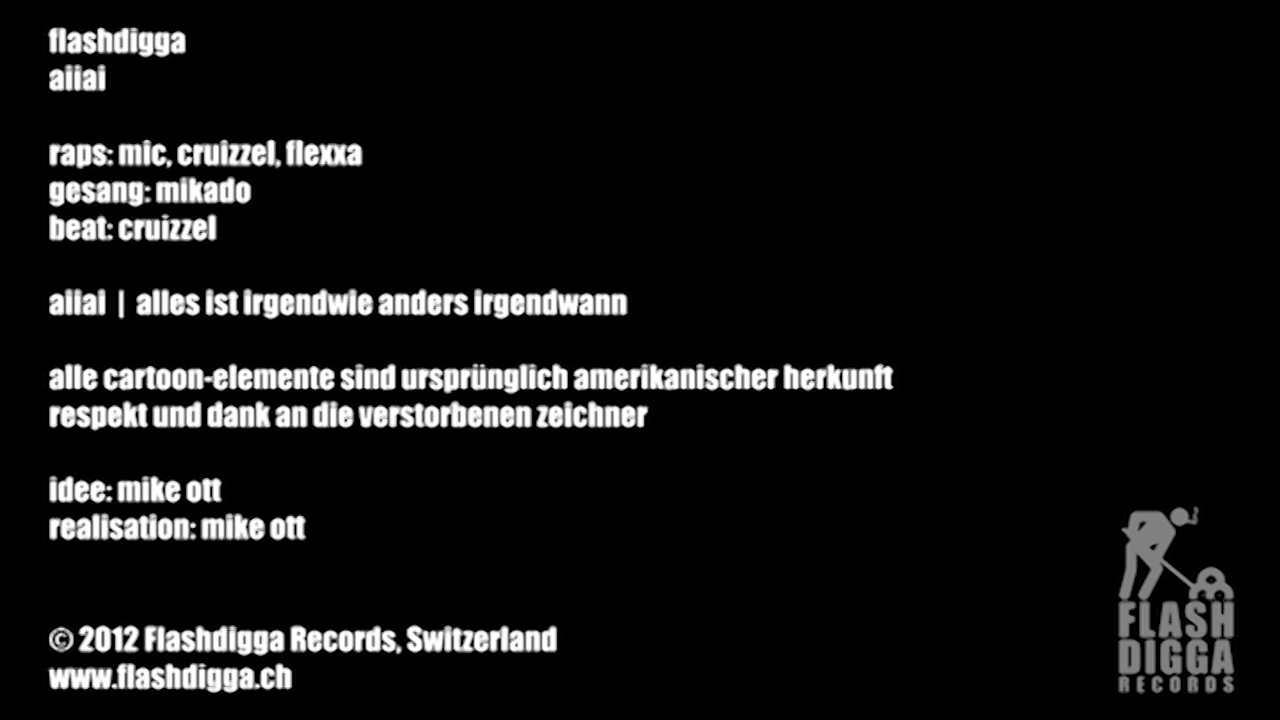 flashdigga
aiiai
raps: mic, cruizzel, flexxa
gesang: mikado
beat: cruizzel
aiiai | alles ist irgendwie anders irgendwann
alle cartoon-elemente sind ursprünglich amerikanischer herkunft
respekt und dank an die verstorbenen zeichner
idee: mike ott
realisation: mike ott
© 2012 Flashdigga Records, Switzerland
www.flashdigga.ch
FLASH
DIGGA
RECORDS